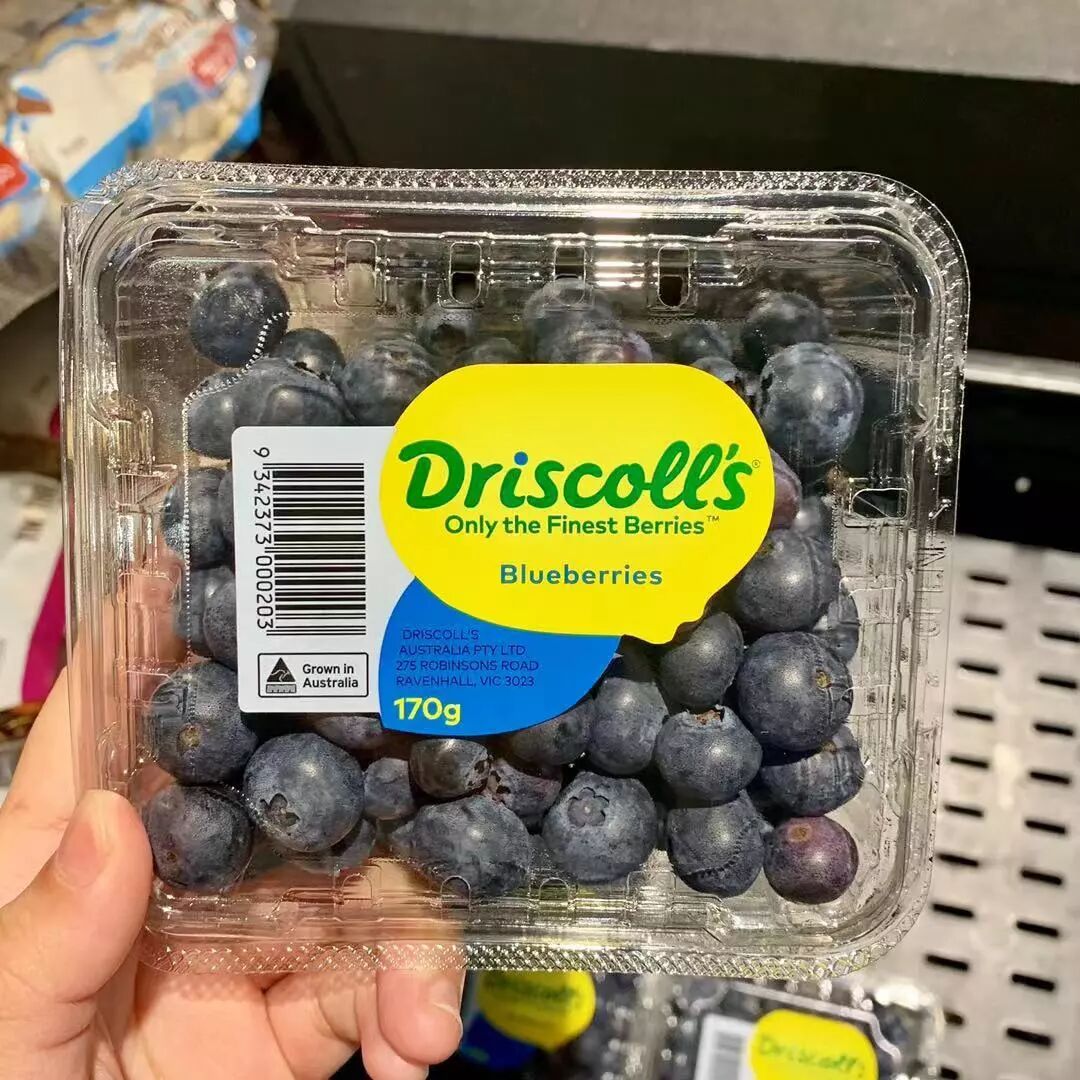 Driscoll's®
Only the Finest Berries™
Blueberries
9 342373 000203
Grown in
Australia
DRISCOLL'S
AUSTRALIA PTY LTD
275 ROBINSONS ROAD
RAVENHALL, VIC 3023
170g
Driscoll's
Driscoll's